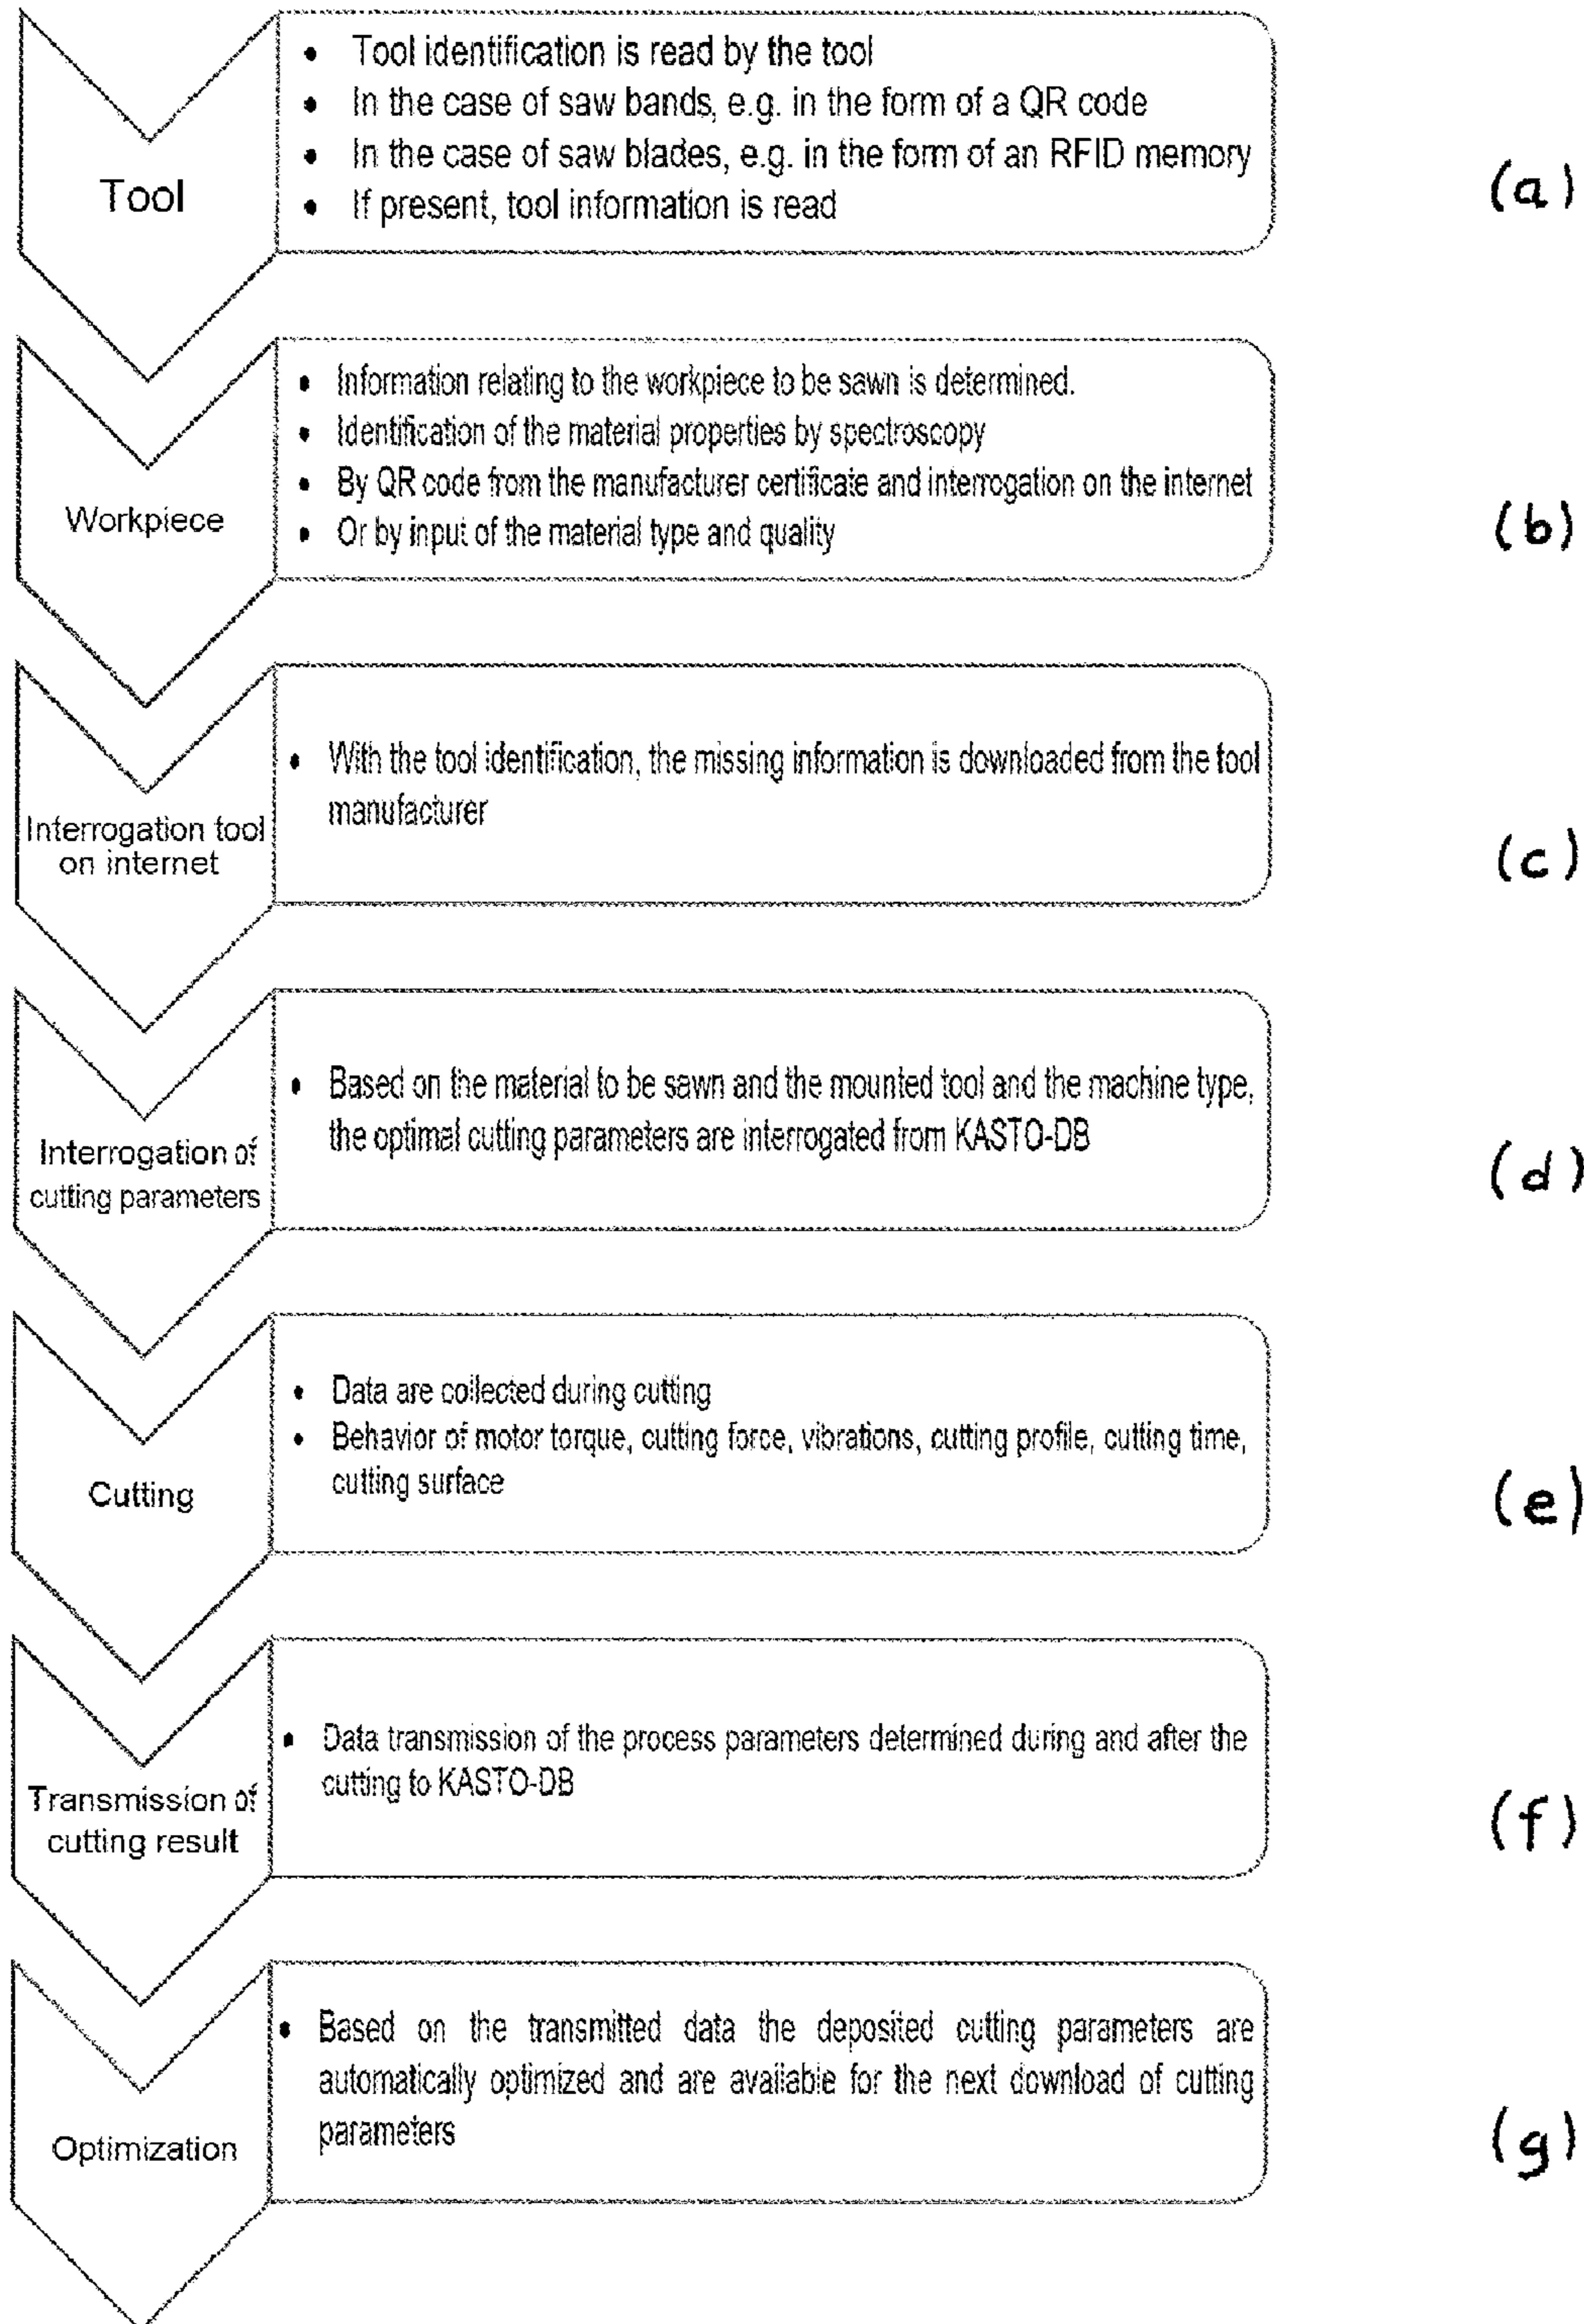 Tool
• Tool identification is read by the tool
• In the case of saw bands, e.g. in the form of a QR code
• In the case of saw blades, e.g. in the form of an RFID memory
• If present, tool information is read
(a)
Workpiece
• Information relating to the workpiece to be sawn is determined.
• Identification of the material properties by spectroscopy
• By QR code from the manufacturer certificate and interrogation on the internet
• Or by input of the material type and quality
(b)
Interrogation tool
on internet
• With the tool identification, the missing information is downloaded from the tool
manufacturer
(c)
Interrogation of
cutting parameters
• Based on the material to be sawn and the mounted tool and the machine type,
the optimal cutting parameters are interrogated from KASTO-DB
(d)
Cutting
• Data are collected during cutting
• Behavior of motor torque, cutting force, vibrations, cutting profile, cutting time,
cutting surface
(e)
Transmission of
cutting result
• Data transmission of the process parameters determined during and after the
cutting to KASTO-DB
(f)
Optimization
• Based on the transmitted data the deposited cutting parameters are
automatically optimized and are available for the next download of cutting
parameters
(g)